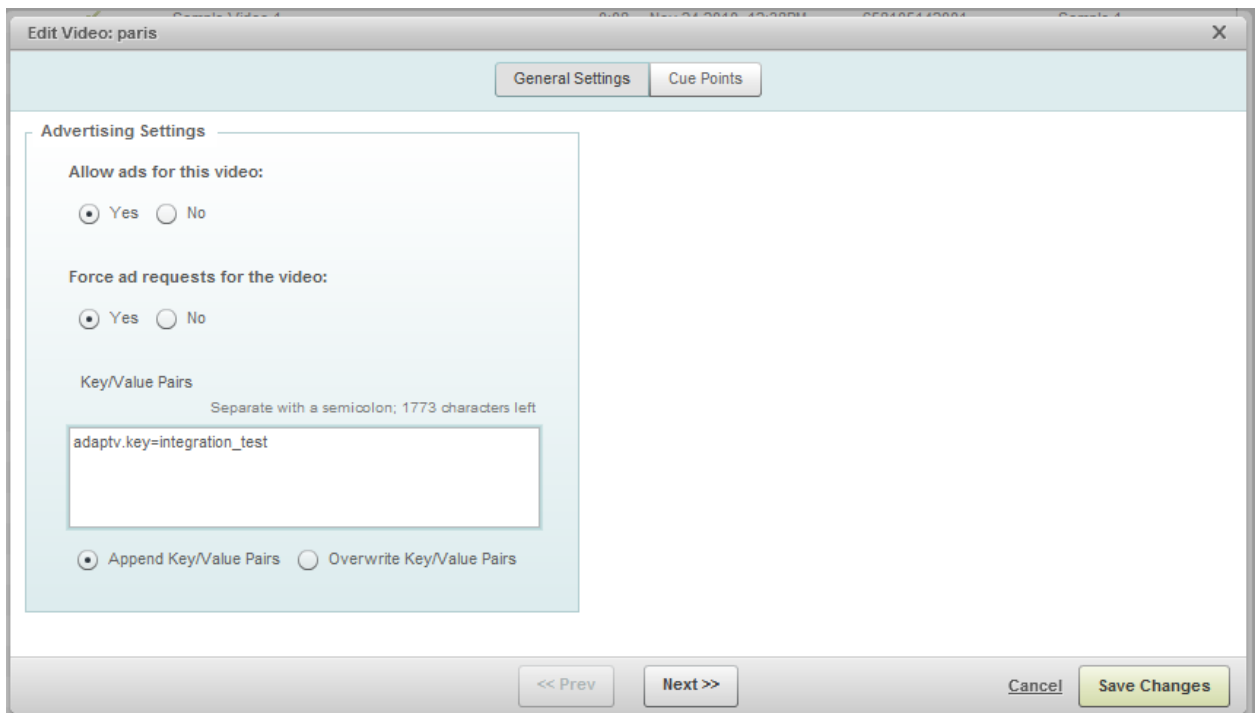 Edit Video: paris X
General Settings Cue Points
Advertising Settings
Allow ads for this video:
Yes No
Force ad requests for the video:
Yes No
Key/Value Pairs
Separate with a semicolon; 1773 characters left
adaptv.key=integration_test
Append Key/Value Pairs Overwrite Key/Value Pairs
<< Prev Next >> Cancel Save Changes